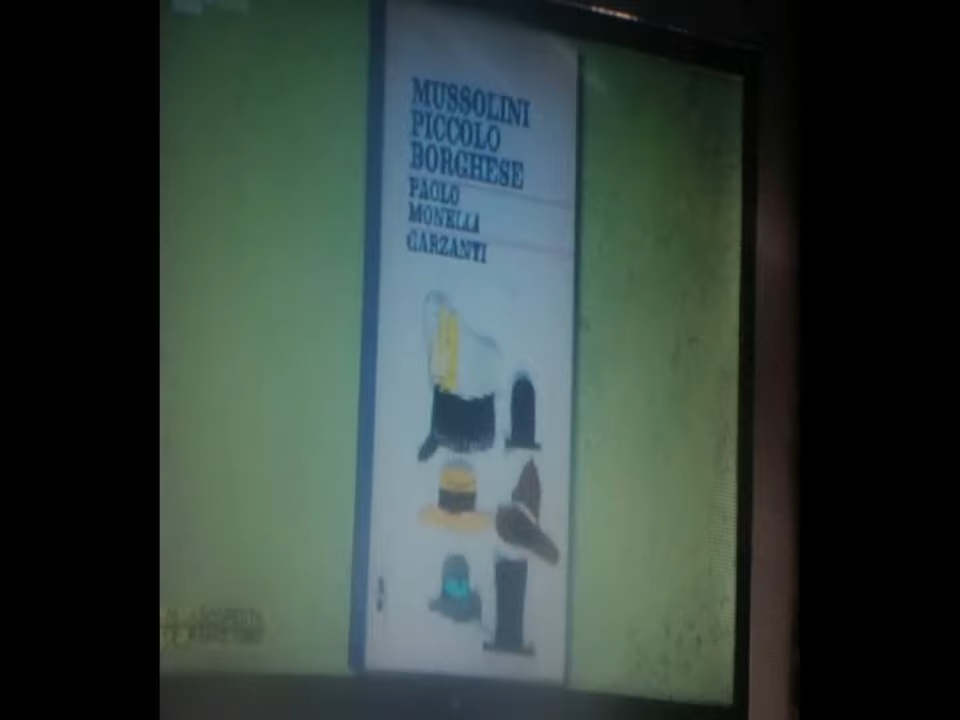 MUSSOLINI
PICCOLO
BORGHESE
PAOLO
MONELLI
GARZANTI